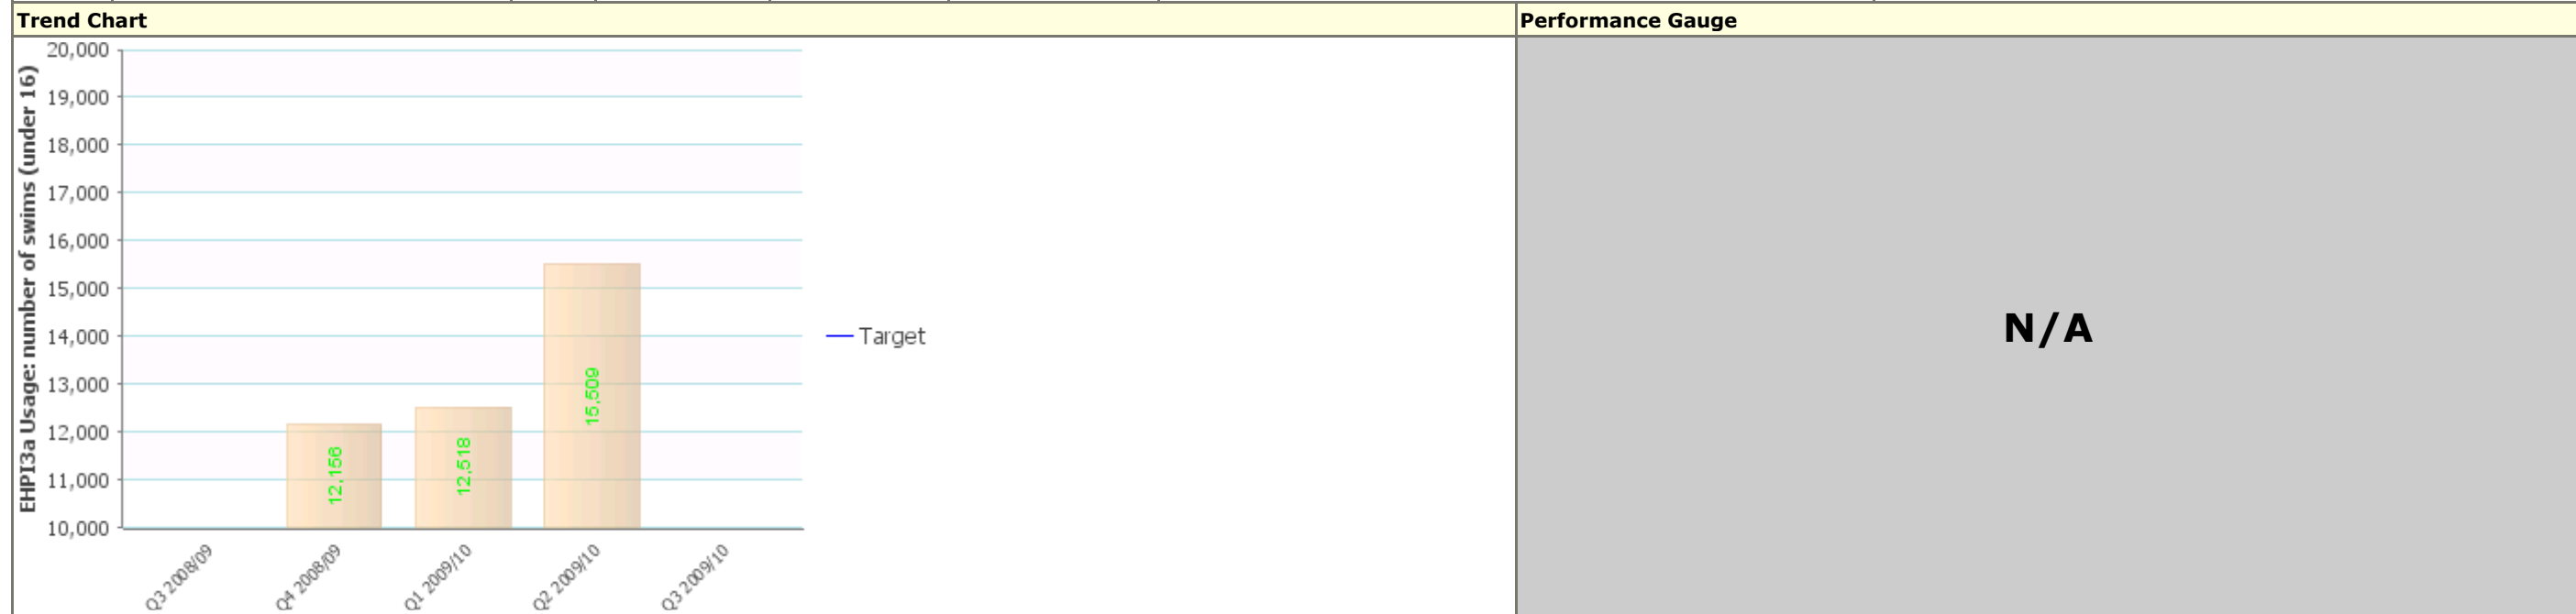 Trend Chart
Performance Gauge
EHPI3a Usage: number of swims (under 16)
20,000
19,000
18,000
17,000
16,000
15,000
14,000
13,000
12,000
11,000
10,000
12,156
12,518
15,509
Q3 2008/09
Q4 2008/09
Q1 2009/10
Q2 2009/10
Q3 2009/10
Target
N/A